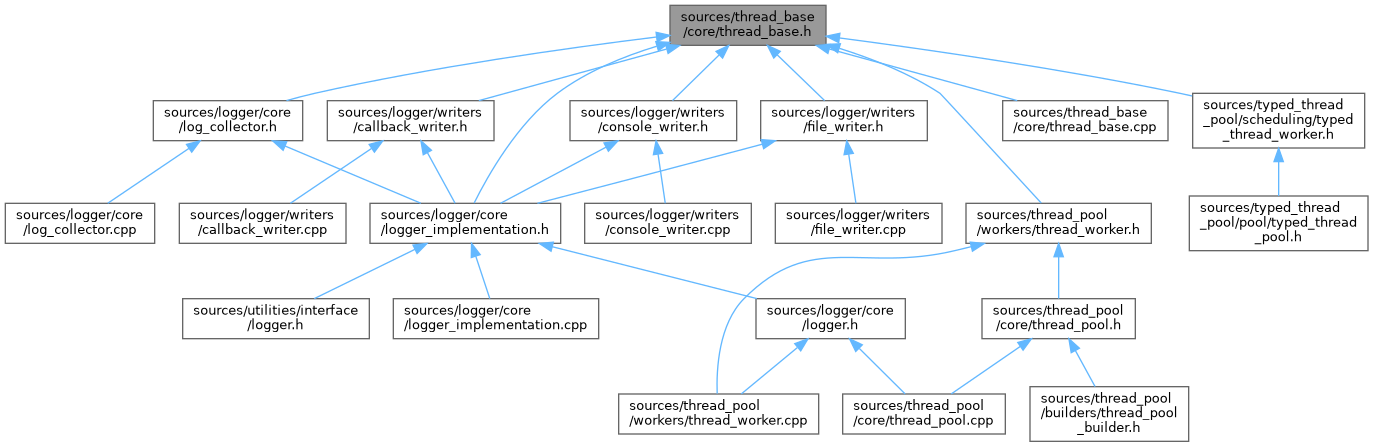 sources/thread_base
/core/thread_base.h
sources/logger/core
/log_collector.h
sources/logger/writers
/callback_writer.h
sources/logger/writers
/console_writer.h
sources/logger/writers
/file_writer.h
sources/thread_base
/core/thread_base.cpp
sources/typed_thread
_pool/scheduling/typed
_thread_worker.h
sources/logger/core
/log_collector.cpp
sources/logger/writers
/callback_writer.cpp
sources/logger/core
/logger_implementation.h
sources/logger/writers
/console_writer.cpp
sources/logger/writers
/file_writer.cpp
sources/thread_pool
/workers/thread_worker.h
sources/typed_thread
_pool/pool/typed_thread
_pool.h
sources/utilities/interface
/logger.h
sources/logger/core
/logger_implementation.cpp
sources/logger/core
/logger.h
sources/thread_pool
/core/thread_pool.h
sources/thread_pool
/workers/thread_worker.cpp
sources/thread_pool
/core/thread_pool.cpp
sources/thread_pool
/builders/thread_pool
_builder.h